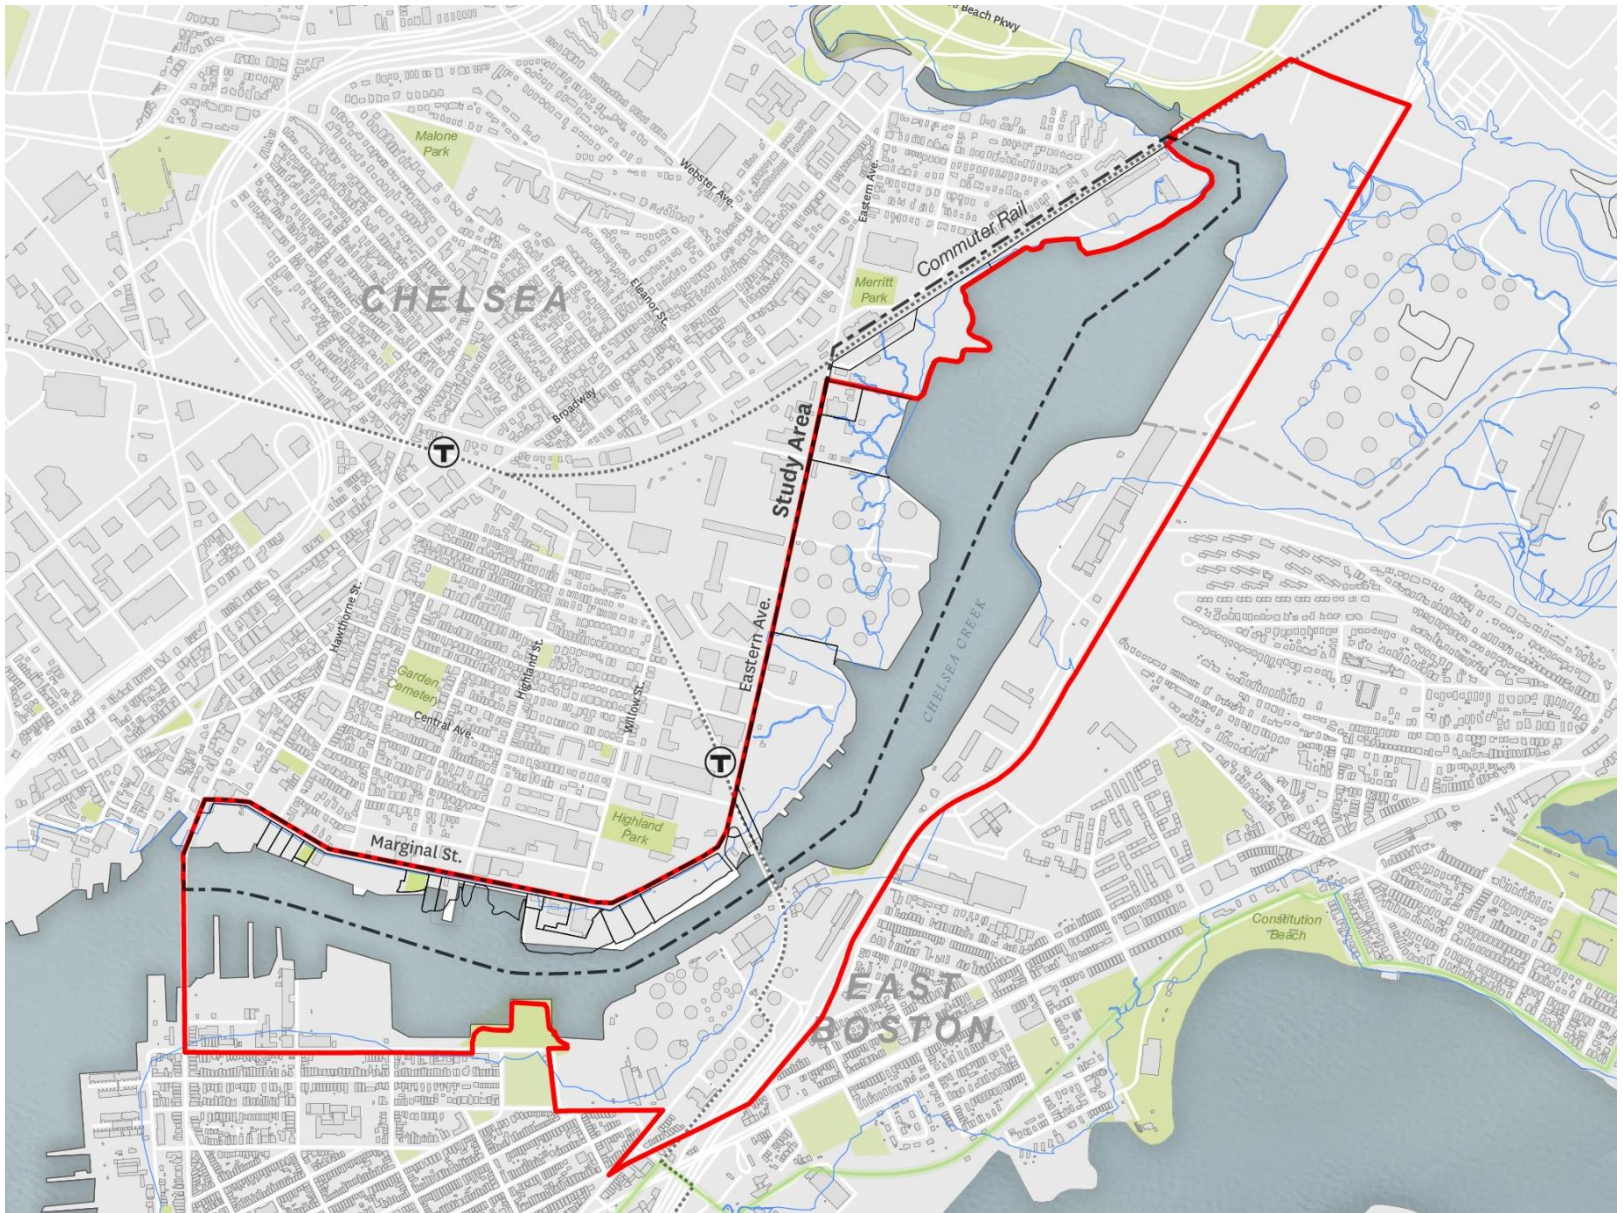 Beach Pkwy
Malone
Park
Webster Ave.
Eastern Ave.
Commuter Rail
CHELSEA
Eleanor St.
Merritt
Park
Broadway
T
Study Area
Hawthorne St.
Eastern Ave.
CHELSEA CREEK
Garden
Cemetery
Highland St.
Willow St.
Central Ave.
T
Highland
Park
Marginal St.
Constitution
Beach
EAST
BOSTON